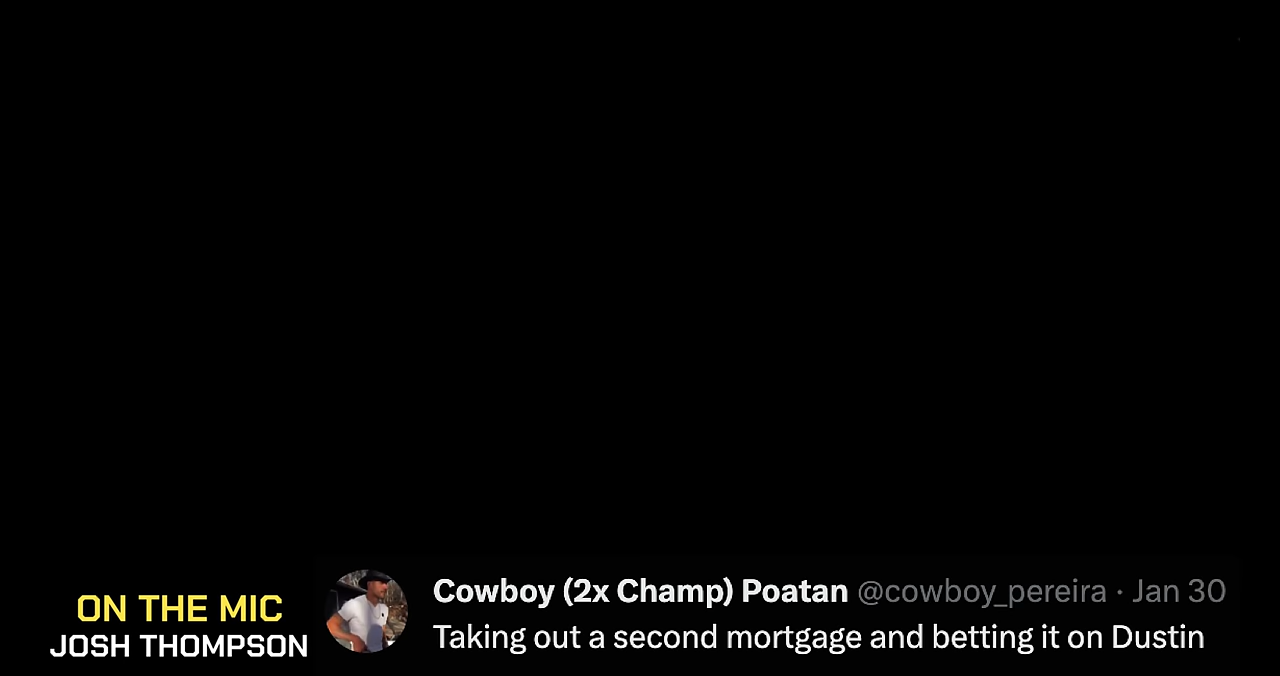 ON THE MIC
JOSH THOMPSON
Cowboy (2x Champ) Poatan @cowboy_pereira · Jan 30
Taking out a second mortgage and betting it on Dustin